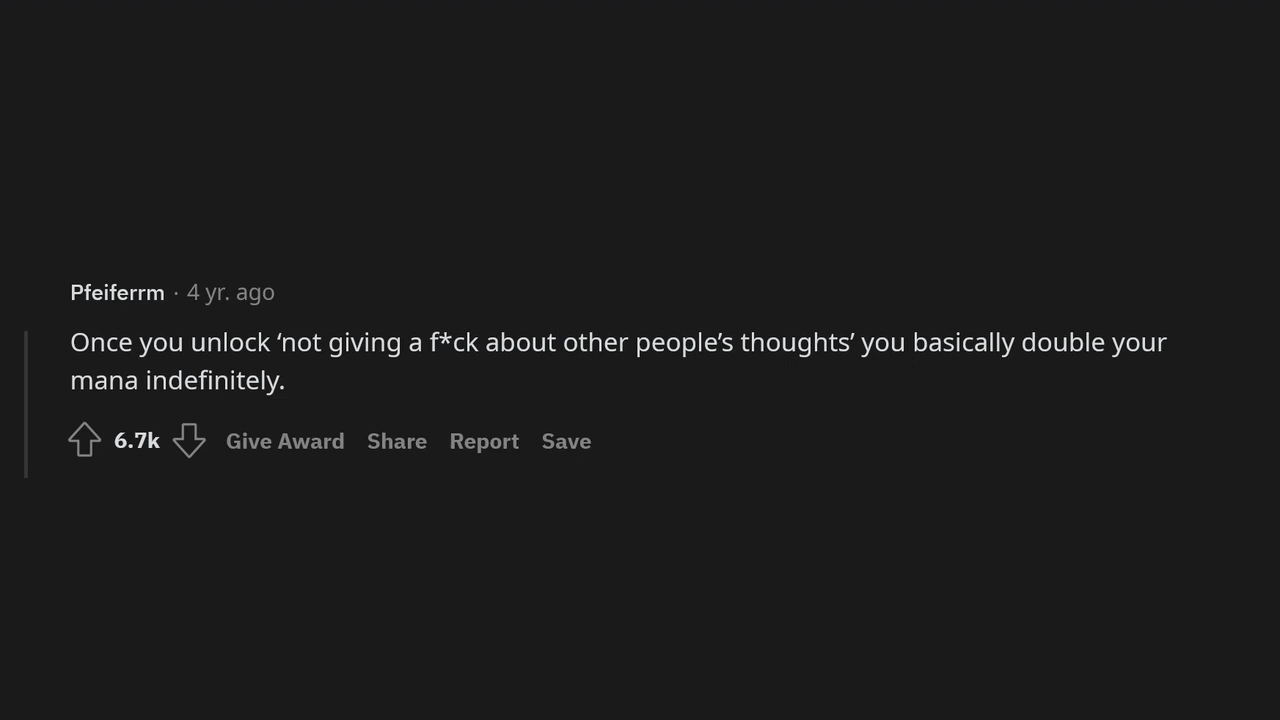 Pfeiferrm · 4 yr. ago
Once you unlock ‘not giving a f*ck about other people’s thoughts’ you basically double your
mana indefinitely.
6.7k Give Award Share Report Save